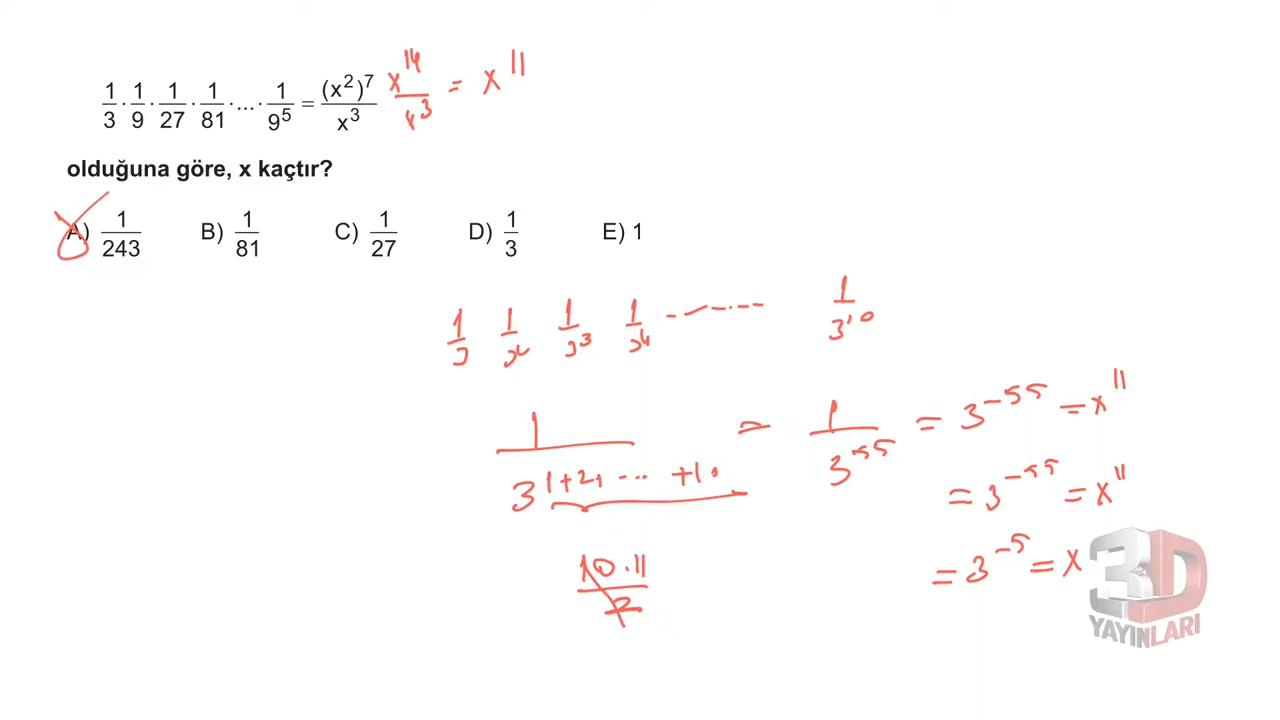 1/3 · 1/9 · 1/27 · 1/81 · ... · 1/9⁵ = (x²)⁷/x³ x¹⁴/x³ = x¹¹
olduğuna göre, x kaçtır?
A) 1/243 B) 1/81 C) 1/27 D) 1/3 E) 1
1/3 1/3² 1/3³ 1/3⁴ ------- 1/3¹⁰
1/3^(1+2+ ... +10) = 1/3^55 = 3^-55 = x¹¹
= 3^-55 = x¹¹
10.11/2
= 3^-5 = x
3D
YAYINLARI